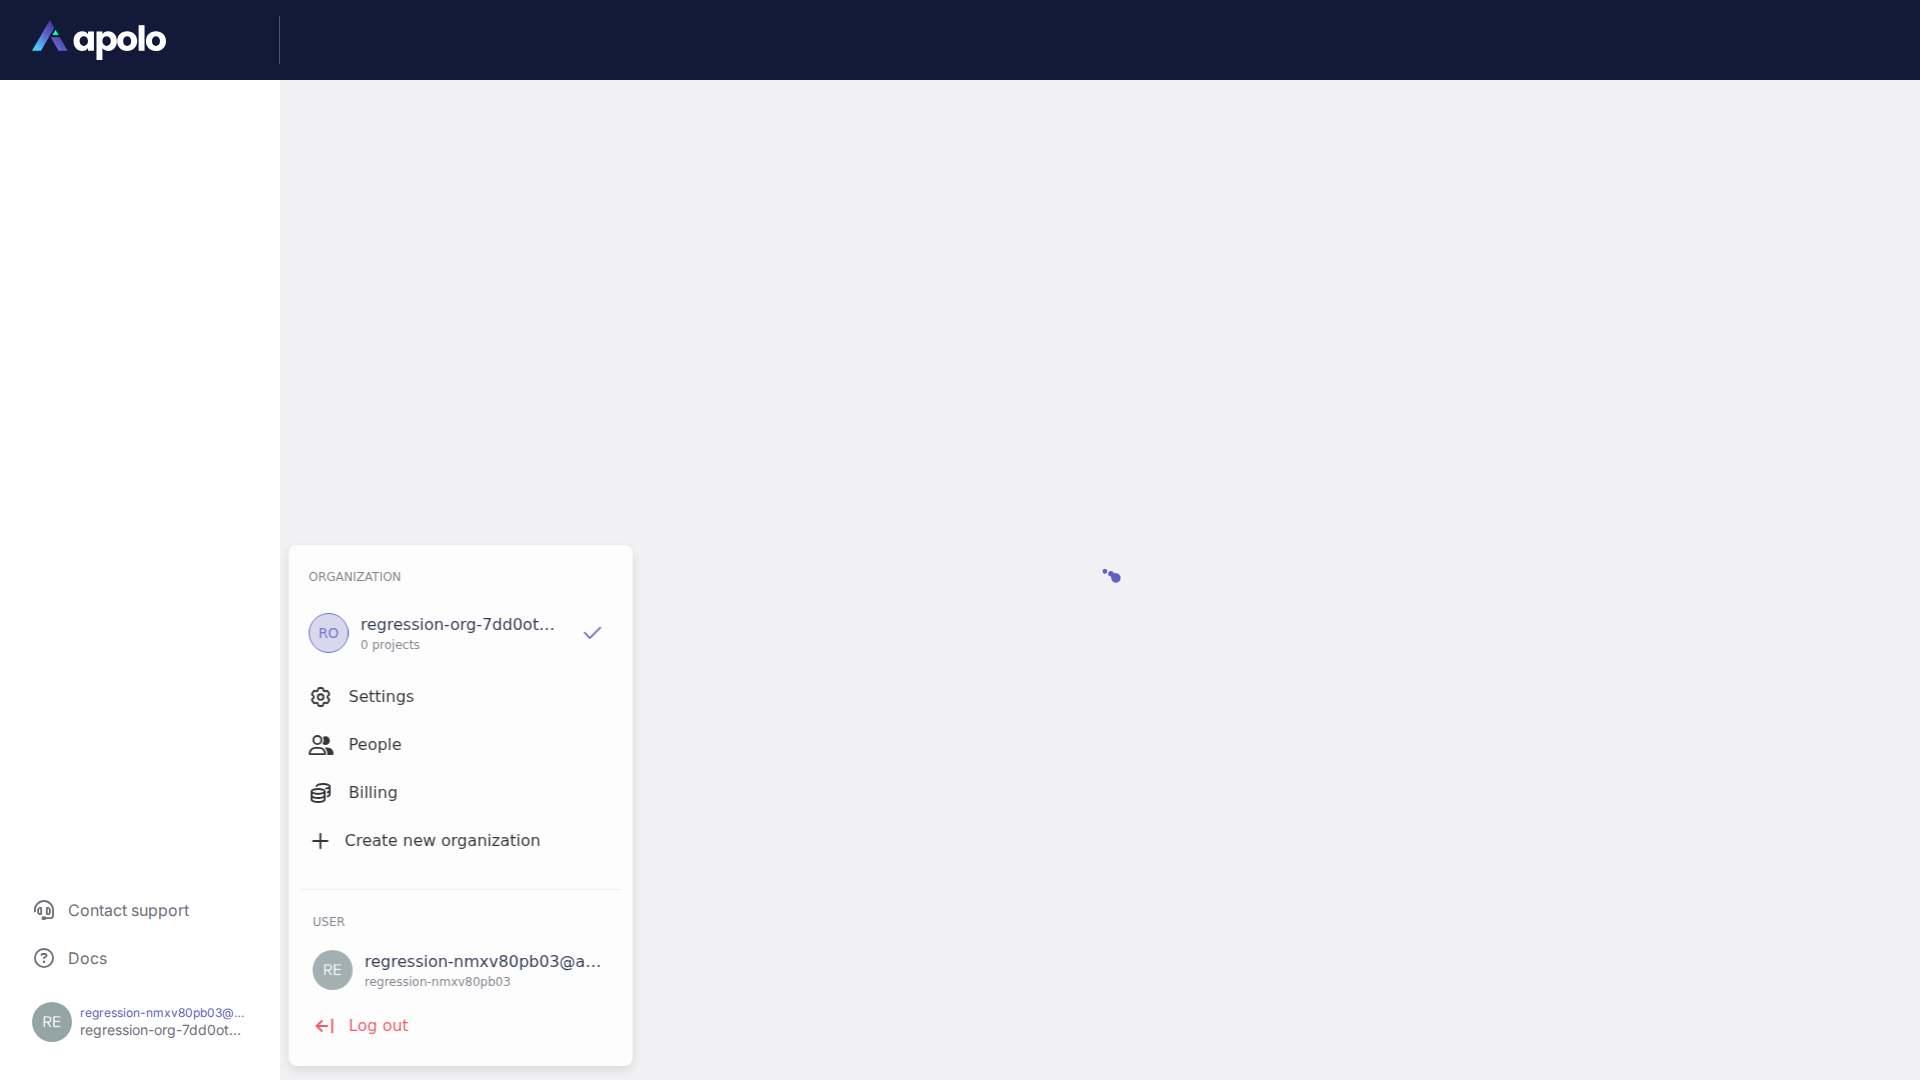 apolo
ORGANIZATION
RO
regression-org-7dd0ot...
0 projects
Settings
People
Billing
Create new organization
USER
RE
regression-nmxv80pb03@a...
regression-nmxv80pb03
Log out
Contact support
Docs
RE
regression-nmxv80pb03@...
regression-org-7dd0ot...